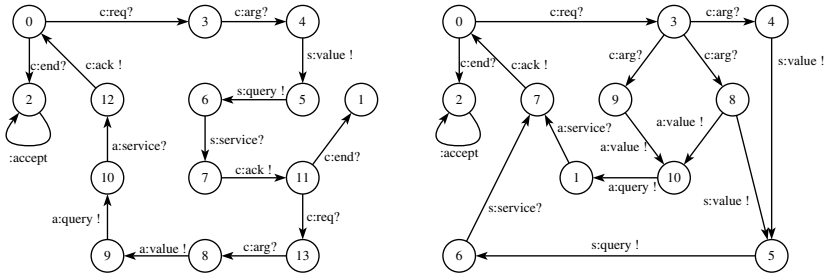 0 c:req? 3 c:arg? 4
c:end? c:ack ! s:value !
2 12 6 s:query ! 5 1
:accept a:service? s:service? c:end?
10 7 c:ack ! 11
a:query ! c:req?
9 a:value ! 8 c:arg? 13
0 c:req? 3 c:arg? 4
c:end? c:ack ! c:arg? c:arg? s:value !
2 7 9 8
:accept a:service? a:value ! a:value !
1 a:query ! 10
s:service? s:value !
6 s:query ! 5